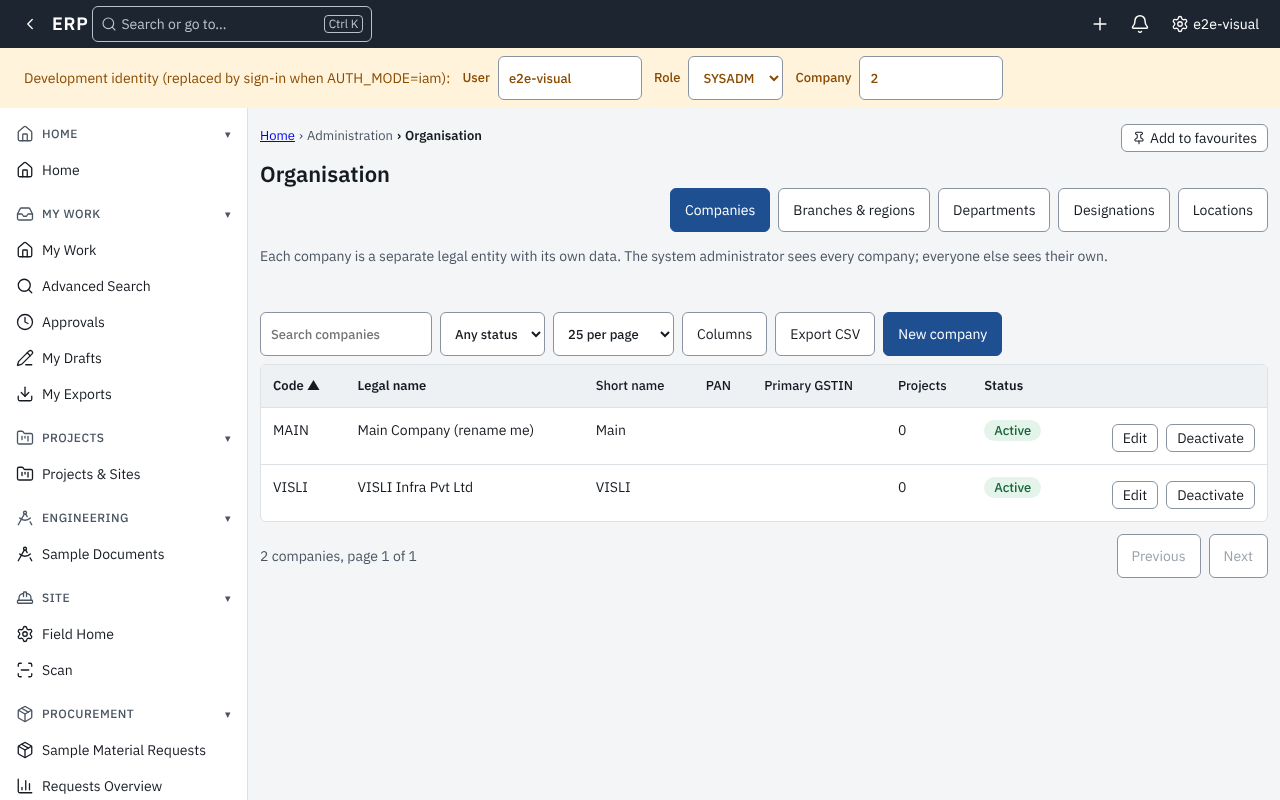 ERP Search or go to... Ctrl K e2e-visual
Development identity (replaced by sign-in when AUTH_MODE=iam): User e2e-visual Role SYSADM Company 2
HOME
Home
MY WORK
My Work
Advanced Search
Approvals
My Drafts
My Exports
PROJECTS
Projects & Sites
ENGINEERING
Sample Documents
SITE
Field Home
Scan
PROCUREMENT
Sample Material Requests
Requests Overview
Home › Administration › Organisation
Add to favourites
Organisation
Companies Branches & regions Departments Designations Locations
Each company is a separate legal entity with its own data. The system administrator sees every company; everyone else sees their own.
Search companies Any status 25 per page Columns Export CSV New company
Code ▲ Legal name Short name PAN Primary GSTIN Projects Status
MAIN Main Company (rename me) Main 0 Active Edit Deactivate
VISLI VISLI Infra Pvt Ltd VISLI 0 Active Edit Deactivate
2 companies, page 1 of 1 Previous Next